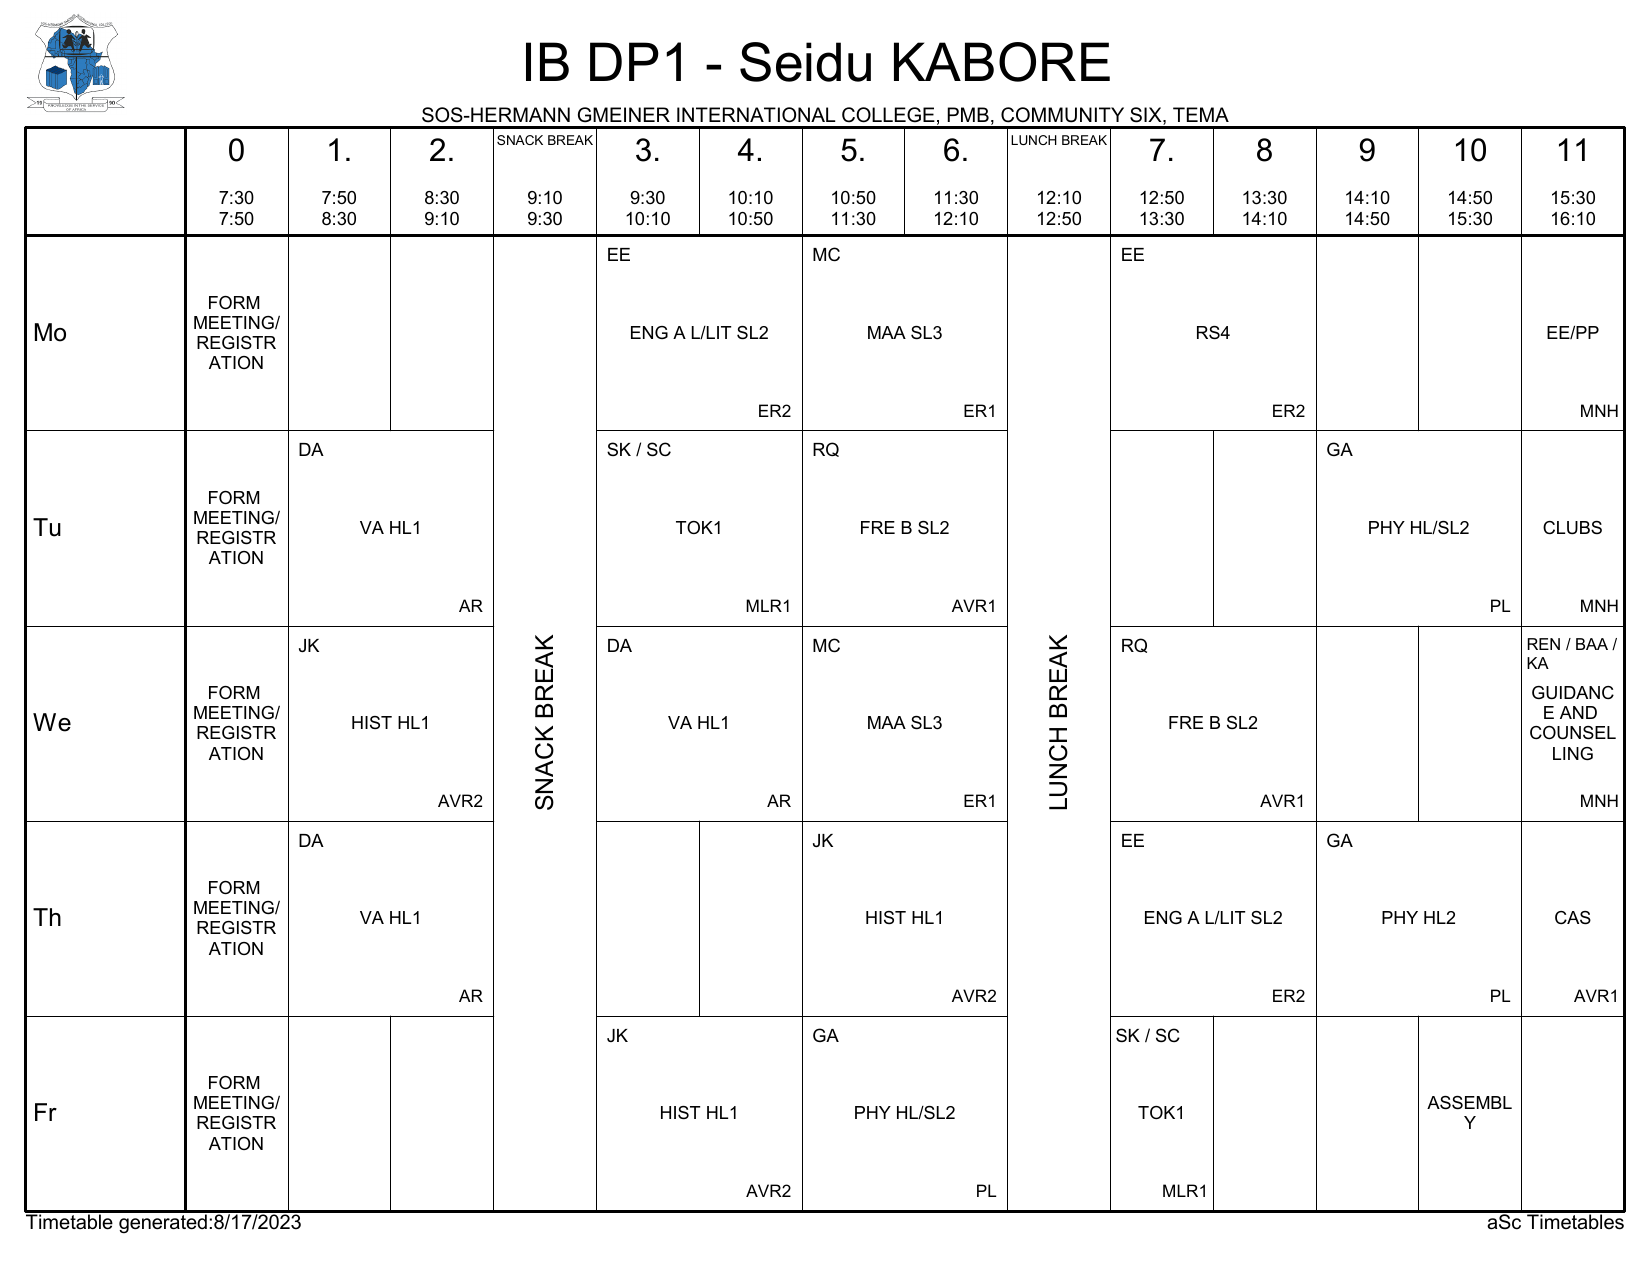 IB DP1 - Seidu KABORE
SOS-HERMANN GMEINER INTERNATIONAL COLLEGE, PMB, COMMUNITY SIX, TEMA
0 1. 2. SNACK BREAK 3. 4. 5. 6. LUNCH BREAK 7. 8 9 10 11
7:30 7:50 8:30 9:10 9:30 10:10 10:50 11:30 12:10 12:50 13:30 14:10 14:50 15:30
7:50 8:30 9:10 9:30 10:10 10:50 11:30 12:10 12:50 13:30 14:10 14:50 15:30 16:10
SNACK BREAK
LUNCH BREAK
Mo
FORM
MEETING/
REGISTR
ATION
EE
ENG A L/LIT SL2
ER2
MC
MAA SL3
ER1
EE
RS4
ER2
EE/PP
MNH
Tu
FORM
MEETING/
REGISTR
ATION
DA
VA HL1
AR
SK / SC
TOK1
MLR1
RQ
FRE B SL2
AVR1
GA
PHY HL/SL2
PL
CLUBS
MNH
We
FORM
MEETING/
REGISTR
ATION
JK
HIST HL1
AVR2
DA
VA HL1
AR
MC
MAA SL3
ER1
RQ
FRE B SL2
AVR1
REN / BAA /
KA
GUIDANC
E AND
COUNSEL
LING
MNH
Th
FORM
MEETING/
REGISTR
ATION
DA
VA HL1
AR
JK
HIST HL1
AVR2
EE
ENG A L/LIT SL2
ER2
GA
PHY HL2
PL
CAS
AVR1
Fr
FORM
MEETING/
REGISTR
ATION
JK
HIST HL1
AVR2
GA
PHY HL/SL2
PL
SK / SC
TOK1
MLR1
ASSEMBL
Y
Timetable generated:8/17/2023
aSc Timetables